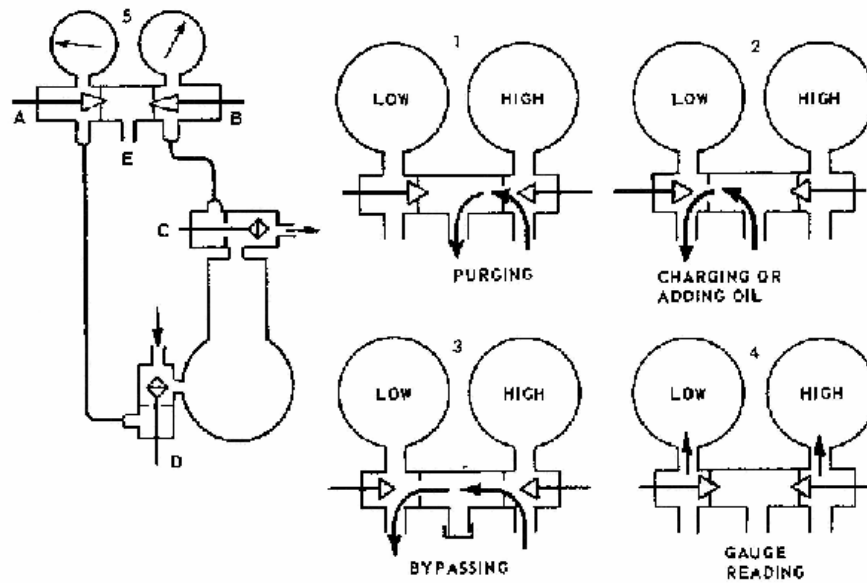 5
A
B
E
C
D
1
LOW
HIGH
PURGING
2
LOW
HIGH
CHARGING OR
ADDING OIL
3
LOW
HIGH
BYPASSING
4
LOW
HIGH
GAUGE
READING